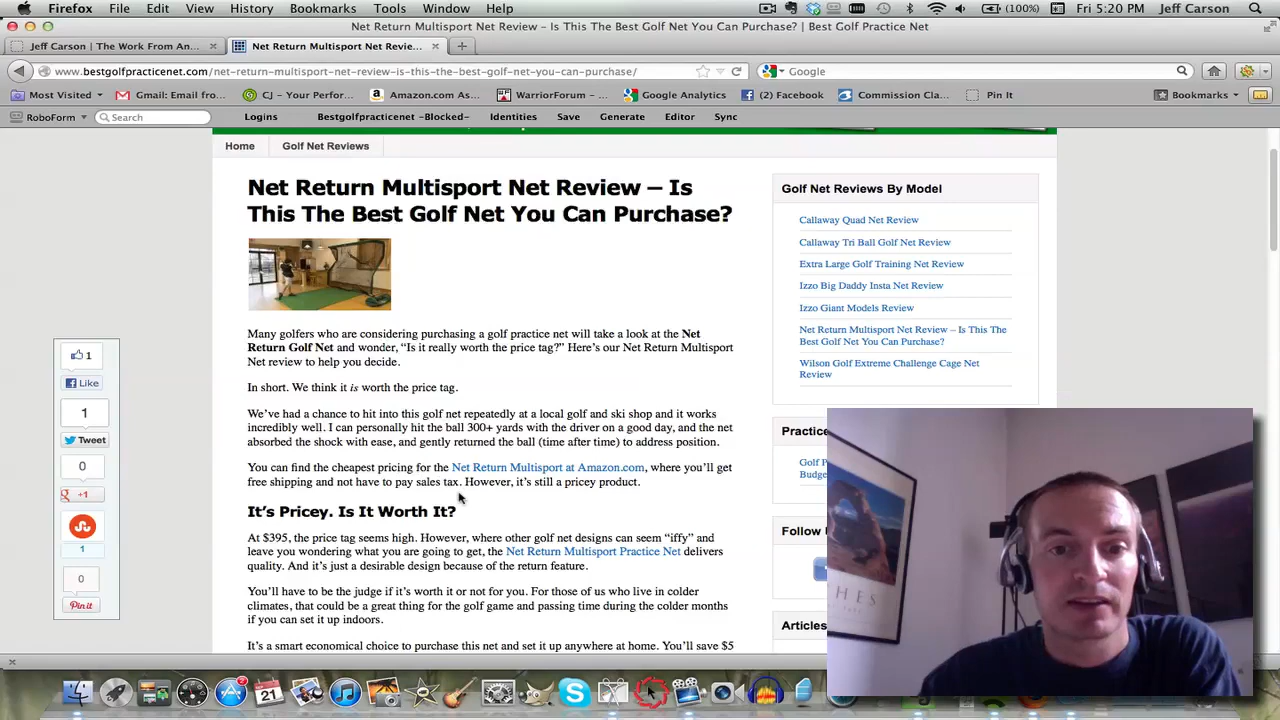 Firefox File Edit View History Bookmarks Tools Window Help (100%) Fri 5:20 PM Jeff Carson
Net Return Multisport Net Review - Is This The Best Golf Net You Can Purchase? | Best Golf Practice Net
Jeff Carson | The Work From An... Net Return Multisport Net Revie...
www.bestgolfpracticenet.com/net-return-multisport-net-review-is-this-the-best-golf-net-you-can-purchase/ Google
Most Visited Gmail: Email fro... CJ - Your Perfor... Amazon.com As... WarriorForum - ... Google Analytics (2) Facebook Commission Cla... Pin It Bookmarks
RoboForm Search Logins Bestgolfpracticenet -Blocked- Identities Save Generate Editor Sync
Home Golf Net Reviews
Net Return Multisport Net Review – Is
This The Best Golf Net You Can Purchase?
Many golfers who are considering purchasing a golf practice net will take a look at the Net
Return Golf Net and wonder, “Is it really worth the price tag?” Here’s our Net Return Multisport
Net review to help you decide.
In short. We think it is worth the price tag.
We’ve had a chance to hit into this golf net repeatedly at a local golf and ski shop and it works
incredibly well. I can personally hit the ball 300+ yards with the driver on a good day, and the net
absorbed the shock with ease, and gently returned the ball (time after time) to address position.
You can find the cheapest pricing for the Net Return Multisport at Amazon.com, where you’ll get
free shipping and not have to pay sales tax. However, it’s still a pricey product.
It’s Pricey. Is It Worth It?
At $395, the price tag seems high. However, where other golf net designs can seem “iffy” and
leave you wondering what you are going to get, the Net Return Multisport Practice Net delivers
quality. And it’s just a desirable design because of the return feature.
You’ll have to be the judge if it’s worth it or not for you. For those of us who live in colder
climates, that could be a great thing for the golf game and passing time during the colder months
if you can set it up indoors.
It’s a smart economical choice to purchase this net and set it up anywhere at home. You’ll save $5
Golf Net Reviews By Model
Callaway Quad Net Review
Callaway Tri Ball Golf Net Review
Extra Large Golf Training Net Review
Izzo Big Daddy Insta Net Review
Izzo Giant Models Review
Net Return Multisport Net Review – Is This The
Best Golf Net You Can Purchase?
Wilson Golf Extreme Challenge Cage Net
Review
Practice
Golf P
Budge
Follow
Articles
1
Like
1
Tweet
0
+1
1
0
Pin it
21
HES